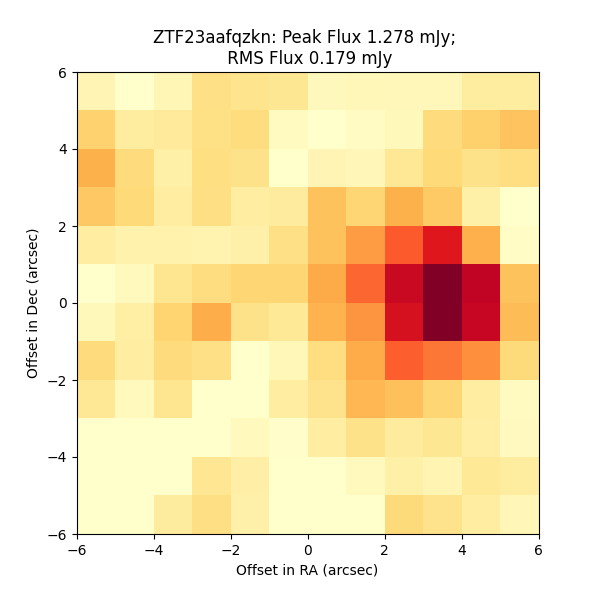 ZTF23aafqzkn: Peak Flux 1.278 mJy;
RMS Flux 0.179 mJy
6
4
2
0
−2
−4
−6
Offset in Dec (arcsec)
−6 −4 −2 0 2 4 6
Offset in RA (arcsec)